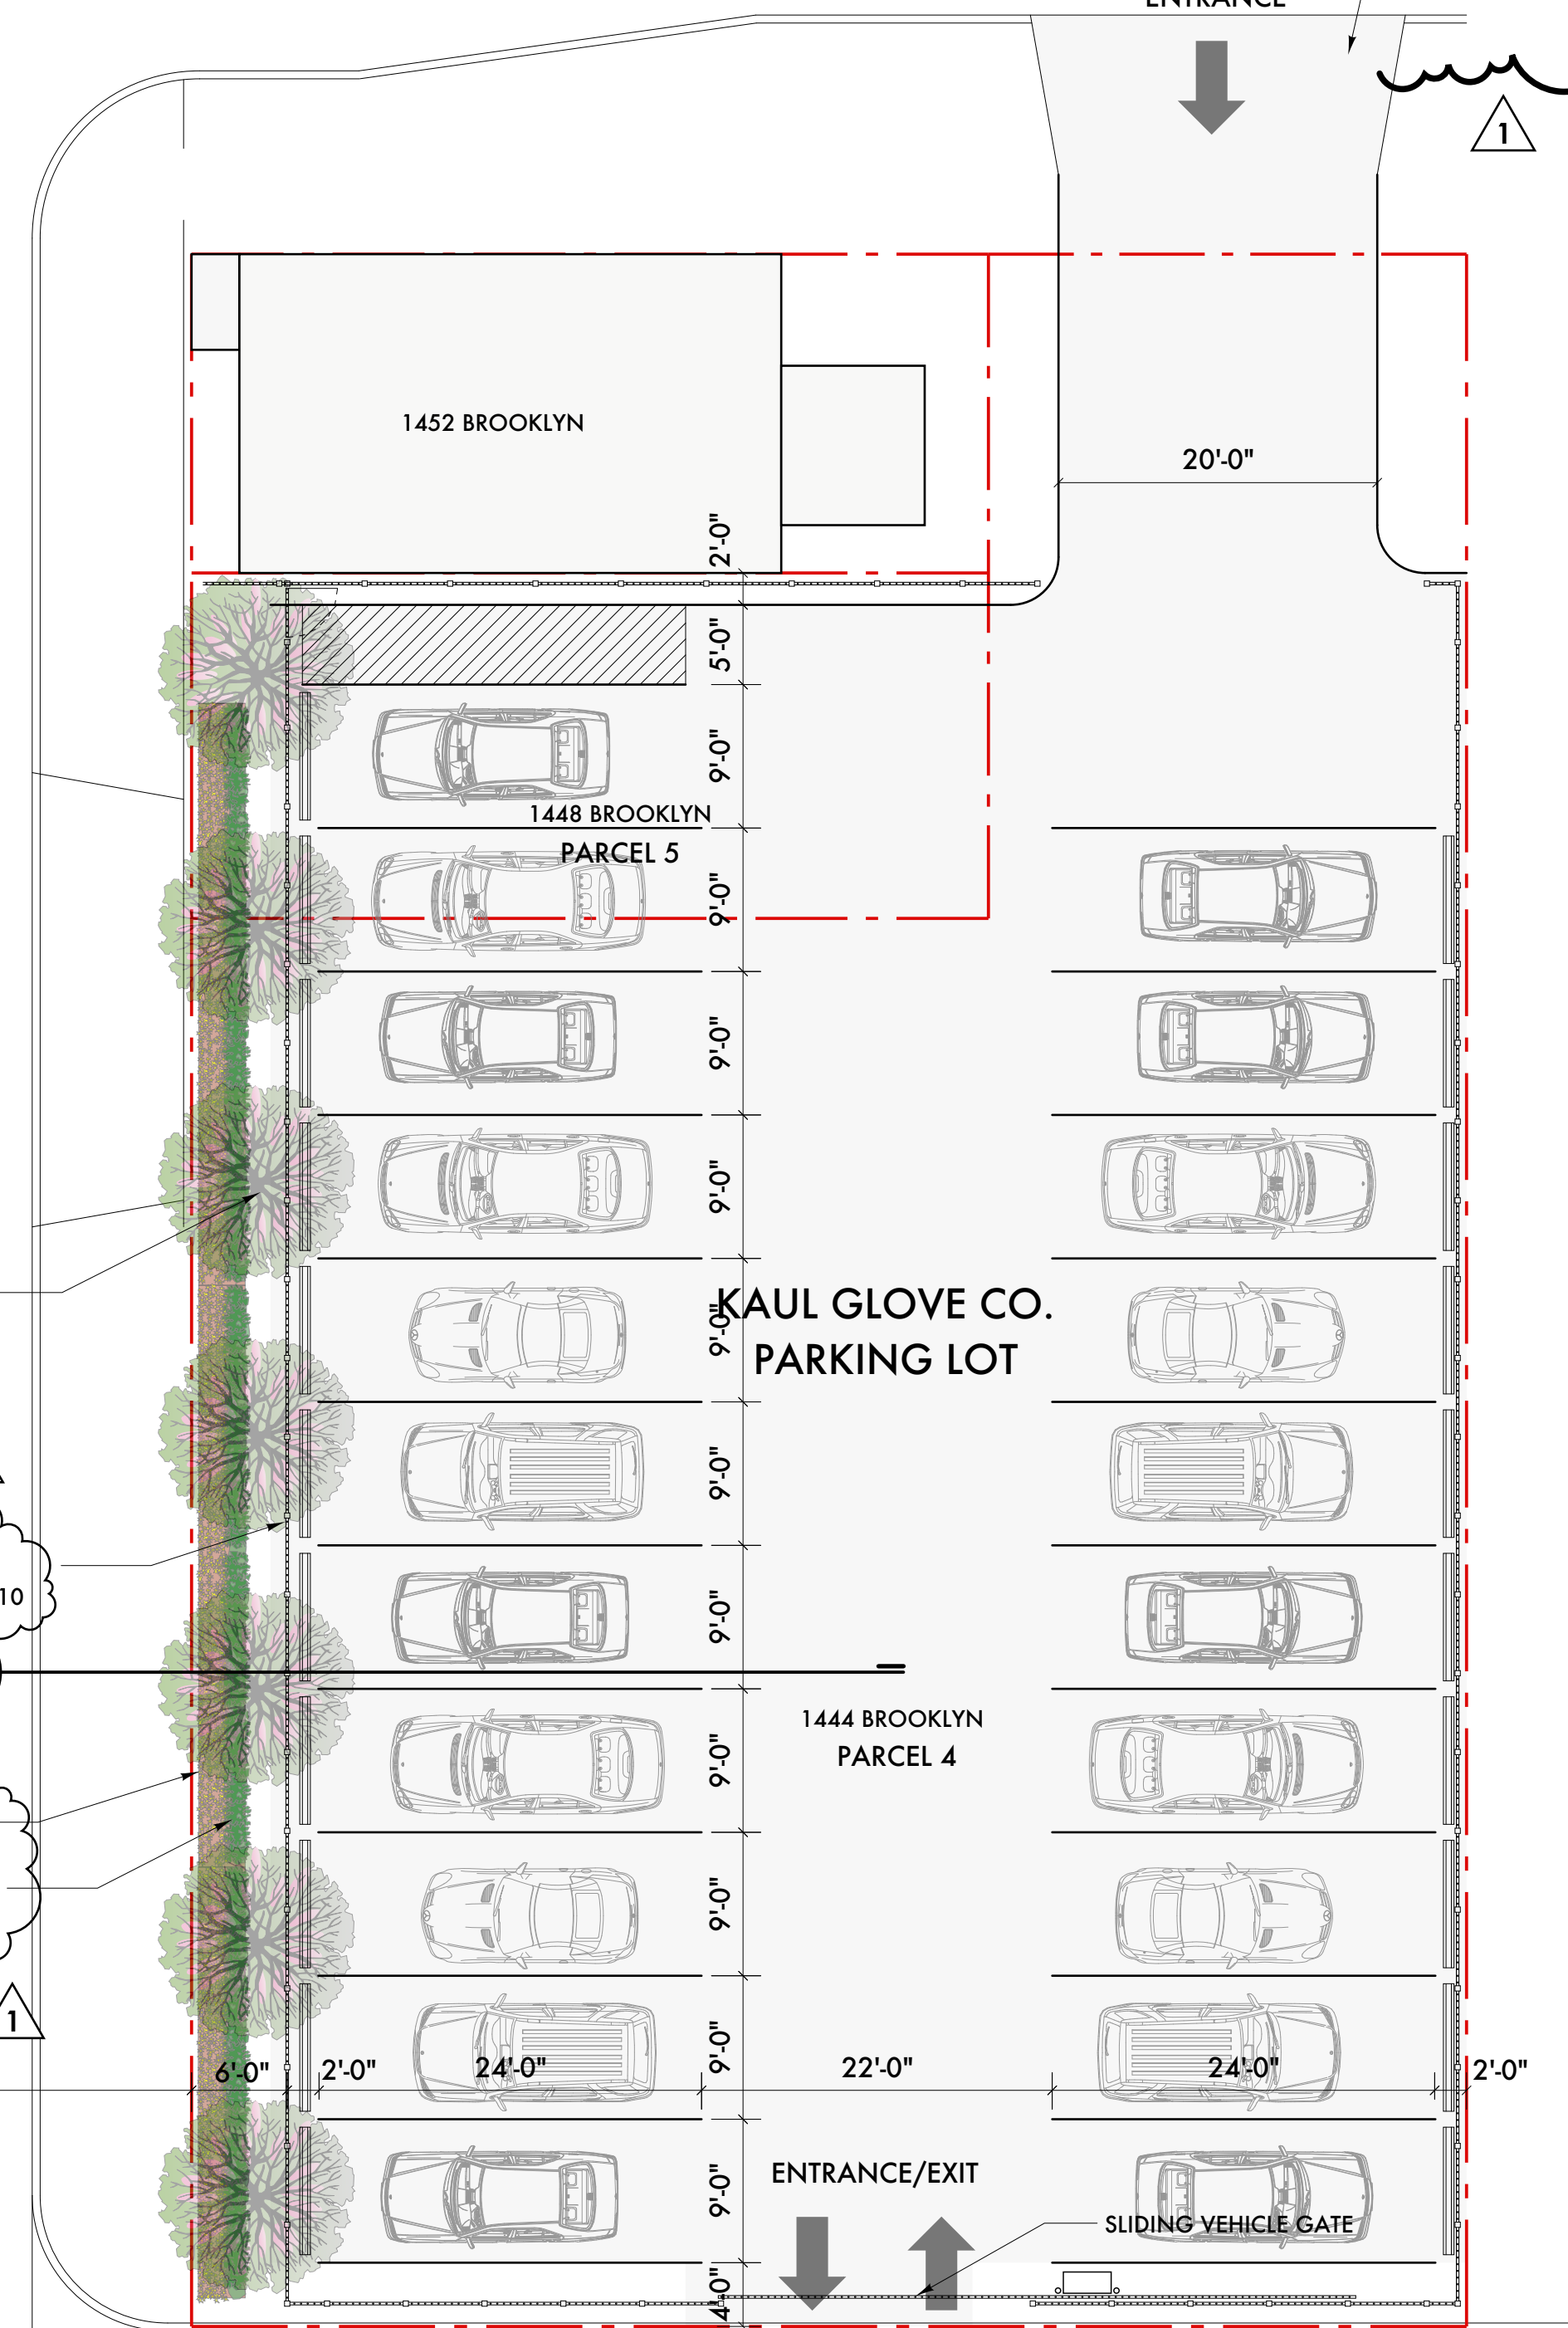 ENTRANCE
1
1452 BROOKLYN
20'-0"
2'-0"
5'-0"
9'-0"
1448 BROOKLYN
PARCEL 5
9'-0"
9'-0"
9'-0"
9'-0"
KAUL GLOVE CO.
PARKING LOT
9'-0"
10
9'-0"
1444 BROOKLYN
PARCEL 4
9'-0"
9'-0"
1
9'-0"
6'-0" 2'-0" 24'-0" 22'-0" 24'-0" 2'-0"
ENTRANCE/EXIT
9'-0"
SLIDING VEHICLE GATE
4'-0"